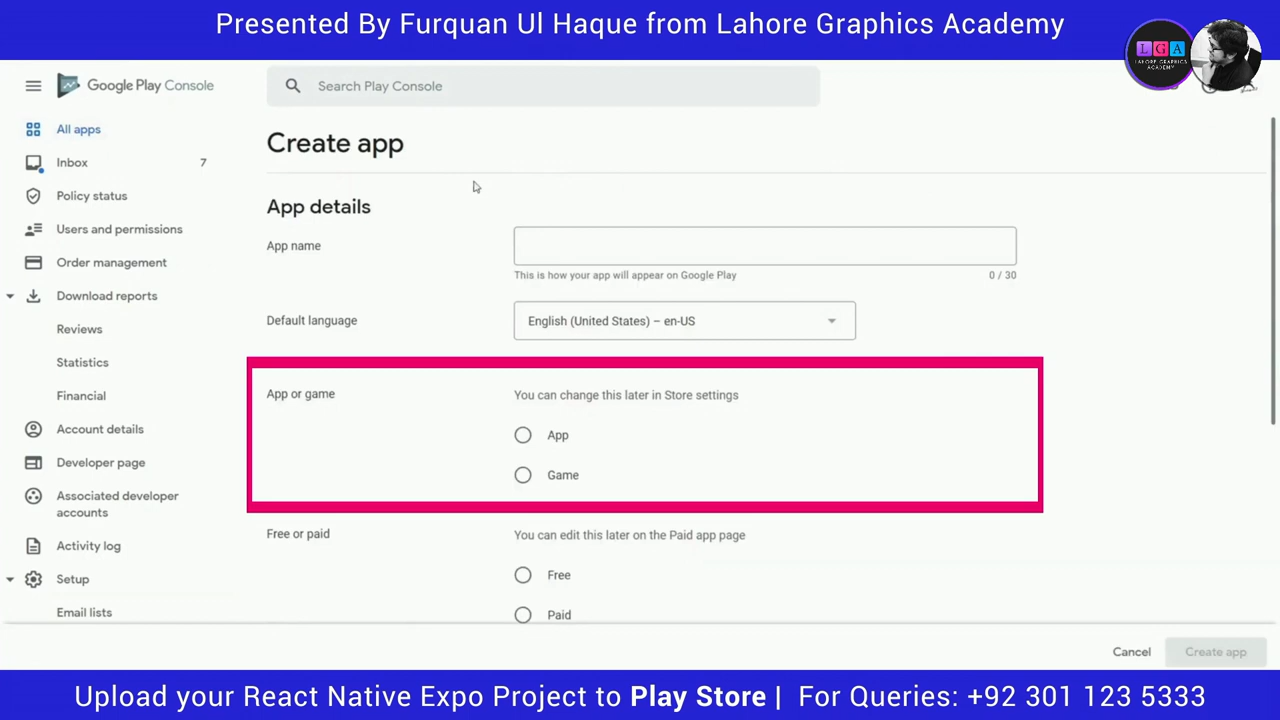 Presented By Furquan Ul Haque from Lahore Graphics Academy
LGA
LAHORE GRAPHICS
ACADEMY
Google Play Console
Search Play Console
All apps
Inbox 7
Policy status
Users and permissions
Order management
Download reports
Reviews
Statistics
Financial
Account details
Developer page
Associated developer
accounts
Activity log
Setup
Email lists
Create app
App details
App name
This is how your app will appear on Google Play 0 / 30
Default language English (United States) – en-US
App or game You can change this later in Store settings
App
Game
Free or paid You can edit this later on the Paid app page
Free
Paid
Cancel Create app
Upload your React Native Expo Project to Play Store | For Queries: +92 301 123 5333